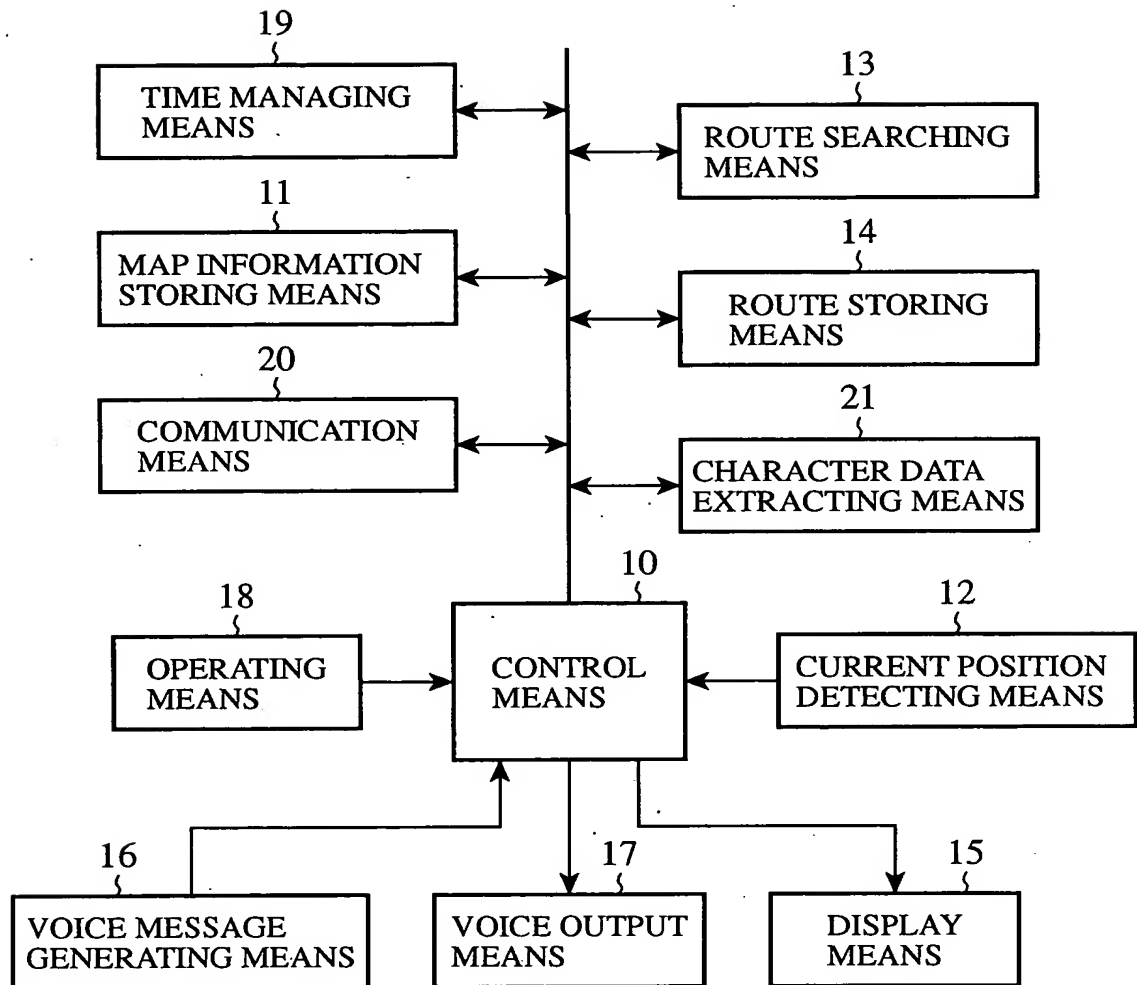 19
TIME MANAGING
MEANS
13
ROUTE SEARCHING
MEANS
11
MAP INFORMATION
STORING MEANS
14
ROUTE STORING
MEANS
20
COMMUNICATION
MEANS
21
CHARACTER DATA
EXTRACTING MEANS
10
CONTROL
MEANS
18
OPERATING
MEANS
12
CURRENT POSITION
DETECTING MEANS
16
VOICE MESSAGE
GENERATING MEANS
17
VOICE OUTPUT
MEANS
15
DISPLAY
MEANS